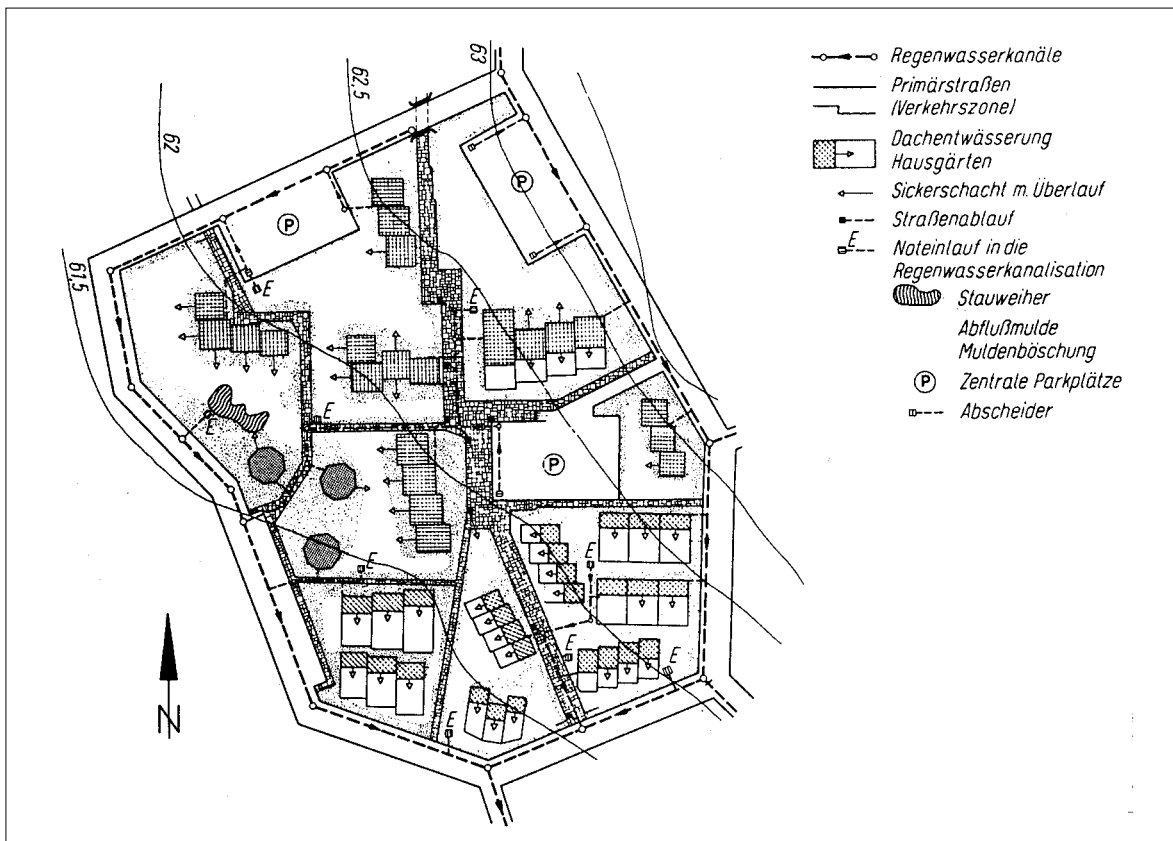 63
62,5
62
61,5
P
P
P
E
E
E
E
E
E
E
E
E
N
Regenwasserkanäle
Primärstraßen
(Verkehrszone)
Dachentwässerung
Hausgärten
Sickerschacht m. Überlauf
Straßenablauf
E
Noteinlauf in die
Regenwasserkanalisation
Stauweiher
Abflußmulde
Muldenböschung
P
Zentrale Parkplätze
Abscheider